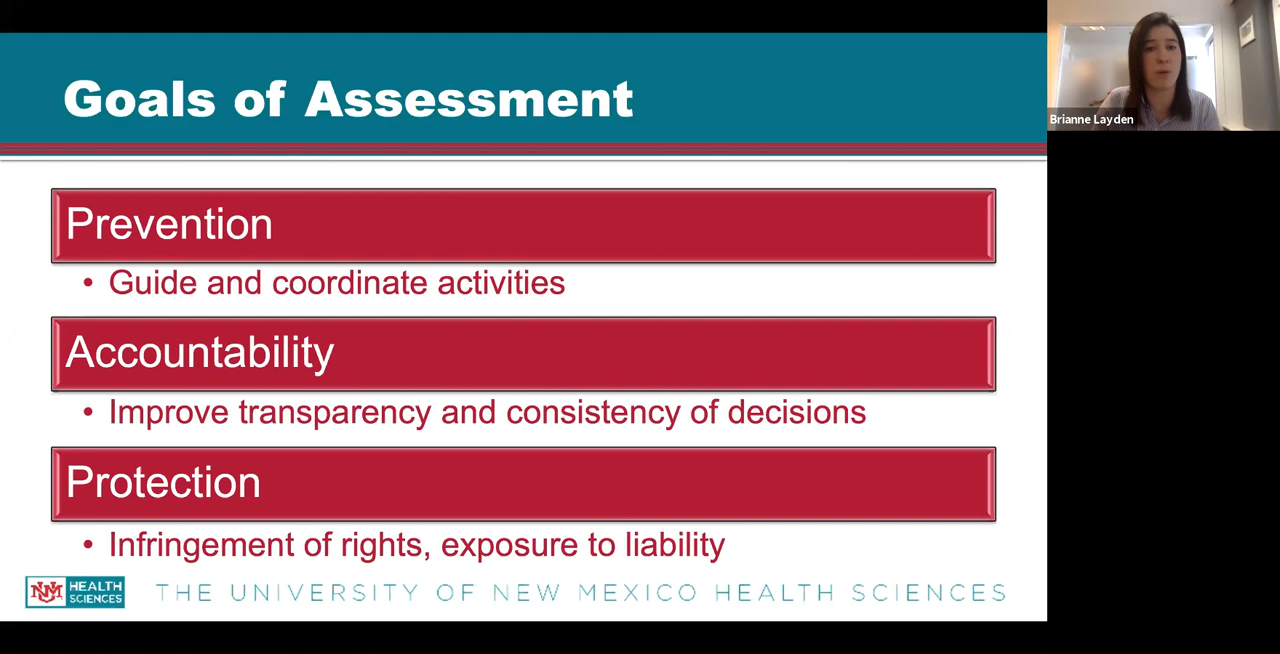 Goals of Assessment
Brianne Layden
Prevention
• Guide and coordinate activities
Accountability
• Improve transparency and consistency of decisions
Protection
• Infringement of rights, exposure to liability
UNM HEALTH
SCIENCES
THE UNIVERSITY OF NEW MEXICO HEALTH SCIENCES